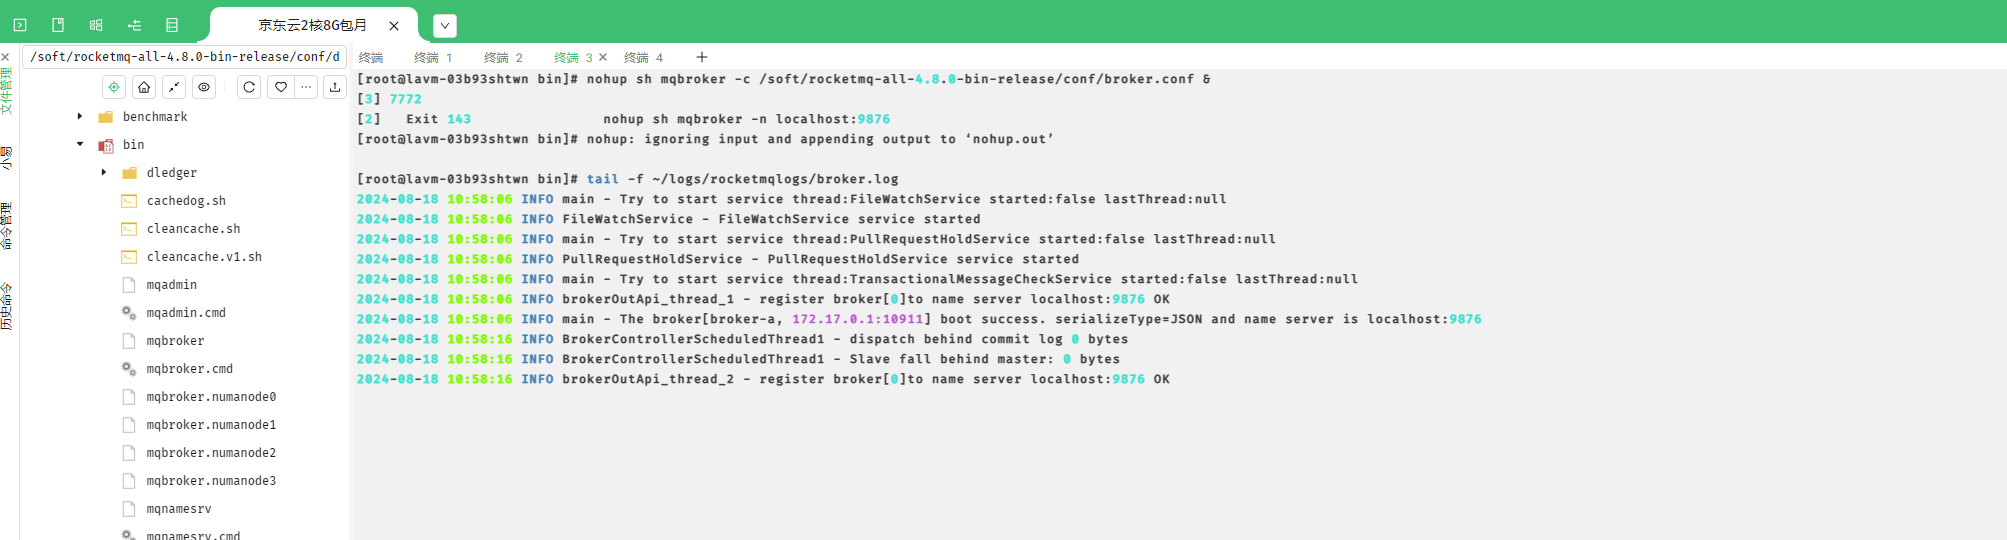 京东云2核8G包月
/soft/rocketmq-all-4.8.0-bin-release/conf/d
终端 终端 1 终端 2 终端 3 终端 4
文件管理
小易
命令管理
历史命令
benchmark
bin
dledger
cachedog.sh
cleancache.sh
cleancache.v1.sh
mqadmin
mqadmin.cmd
mqbroker
mqbroker.cmd
mqbroker.numanode0
mqbroker.numanode1
mqbroker.numanode2
mqbroker.numanode3
mqnamesrv
mqnamesrv.cmd
[root@lavm-03b93shtwn bin]# nohup sh mqbroker -c /soft/rocketmq-all-4.8.0-bin-release/conf/broker.conf &
[3] 7772
[2]   Exit 143                nohup sh mqbroker -n localhost:9876
[root@lavm-03b93shtwn bin]# nohup: ignoring input and appending output to ‘nohup.out’
[root@lavm-03b93shtwn bin]# tail -f ~/logs/rocketmqlogs/broker.log
2024-08-18 10:58:06 INFO main - Try to start service thread:FileWatchService started:false lastThread:null
2024-08-18 10:58:06 INFO FileWatchService - FileWatchService service started
2024-08-18 10:58:06 INFO main - Try to start service thread:PullRequestHoldService started:false lastThread:null
2024-08-18 10:58:06 INFO PullRequestHoldService - PullRequestHoldService service started
2024-08-18 10:58:06 INFO main - Try to start service thread:TransactionalMessageCheckService started:false lastThread:null
2024-08-18 10:58:06 INFO brokerOutApi_thread_1 - register broker[0]to name server localhost:9876 OK
2024-08-18 10:58:06 INFO main - The broker[broker-a, 172.17.0.1:10911] boot success. serializeType=JSON and name server is localhost:9876
2024-08-18 10:58:16 INFO BrokerControllerScheduledThread1 - dispatch behind commit log 0 bytes
2024-08-18 10:58:16 INFO BrokerControllerScheduledThread1 - Slave fall behind master: 0 bytes
2024-08-18 10:58:16 INFO brokerOutApi_thread_2 - register broker[0]to name server localhost:9876 OK